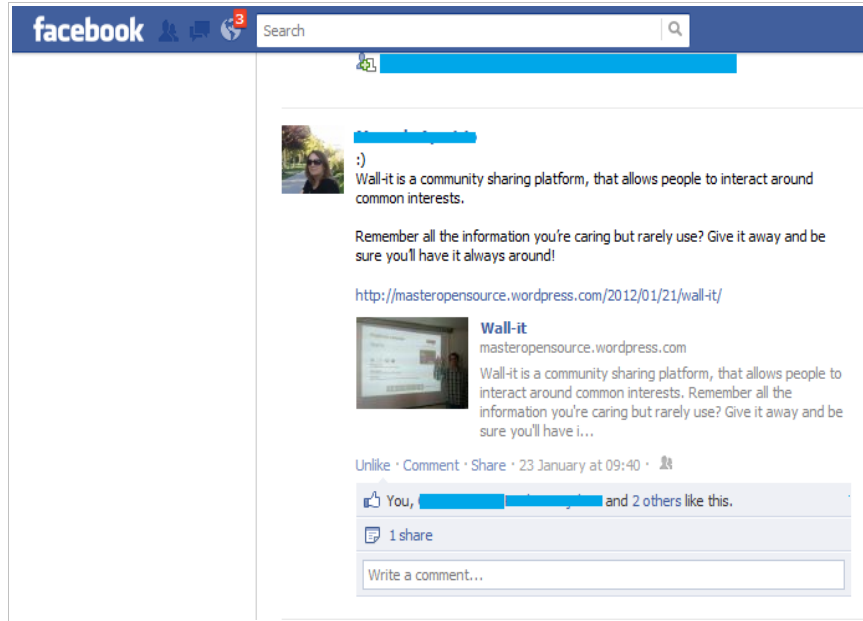 facebook
3
Search
:)
Wall-it is a community sharing platform, that allows people to interact around
common interests.
Remember all the information you're caring but rarely use? Give it away and be
sure you'll have it always around!
http://masteropensource.wordpress.com/2012/01/21/wall-it/
Wall-it
masteropensource.wordpress.com
Wall-it is a community sharing platform, that allows people to
interact around common interests. Remember all the
information you're caring but rarely use? Give it away and be
sure you'll have i...
Unlike · Comment · Share · 23 January at 09:40 ·
You, and 2 others like this.
1 share
Write a comment...